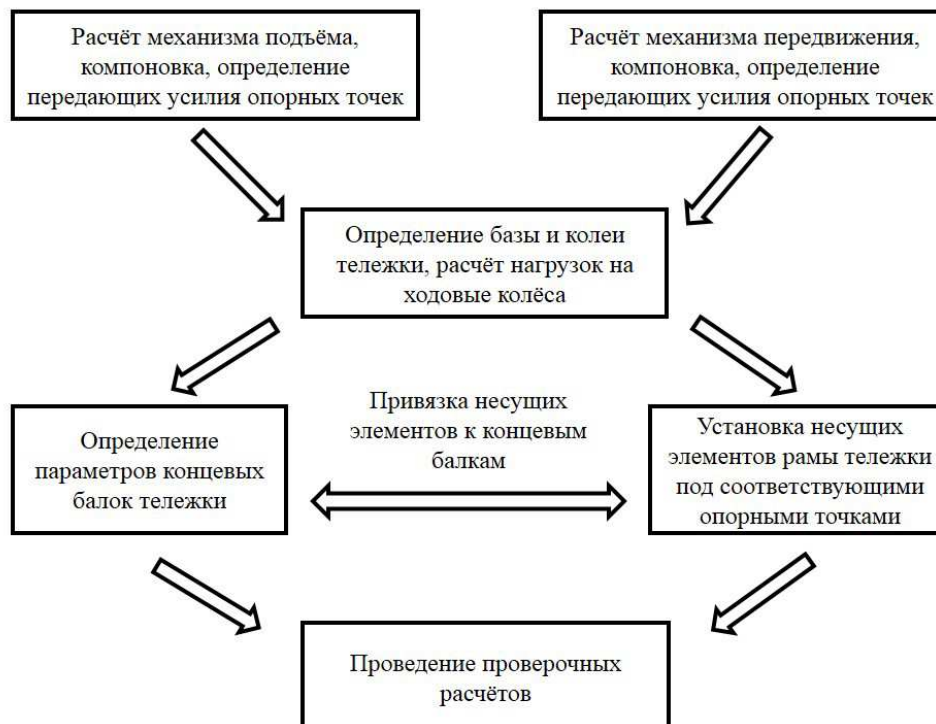 Расчёт механизма подъёма,
компоновка, определение
передающих усилия опорных точек
Расчёт механизма передвижения,
компоновка, определение
передающих усилия опорных точек
Определение базы и колеи
тележки, расчёт нагрузок на
ходовые колёса
Привязка несущих
элементов к концевым
балкам
Определение
параметров концевых
балок тележки
Установка несущих
элементов рамы тележки
под соответствующими
опорными точками
Проведение проверочных
расчётов